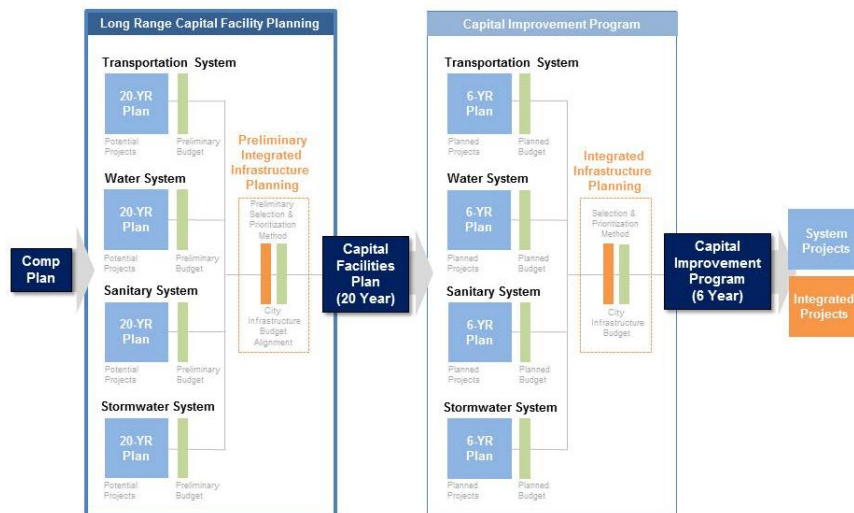 Long Range Capital Facility Planning
Transportation System
20-YR
Plan
Potential
Projects
Preliminary
Budget
Water System
20-YR
Plan
Potential
Projects
Preliminary
Budget
Sanitary System
20-YR
Plan
Potential
Projects
Preliminary
Budget
Stormwater System
20-YR
Plan
Potential
Projects
Preliminary
Budget
Comp
Plan
Preliminary
Integrated
Infrastructure
Planning
Preliminary
Selection &
Prioritization
Method
City
Infrastructure
Budget
Alignment
Capital
Facilities
Plan
(20 Year)
Capital Improvement Program
Transportation System
6-YR
Plan
Planned
Projects
Planned
Budget
Water System
6-YR
Plan
Planned
Projects
Planned
Budget
Sanitary System
6-YR
Plan
Planned
Projects
Planned
Budget
Stormwater System
6-YR
Plan
Planned
Projects
Planned
Budget
Integrated
Infrastructure
Planning
Selection &
Prioritization
Method
City
Infrastructure
Budget
Capital
Improvement
Program
(6 Year)
System
Projects
Integrated
Projects